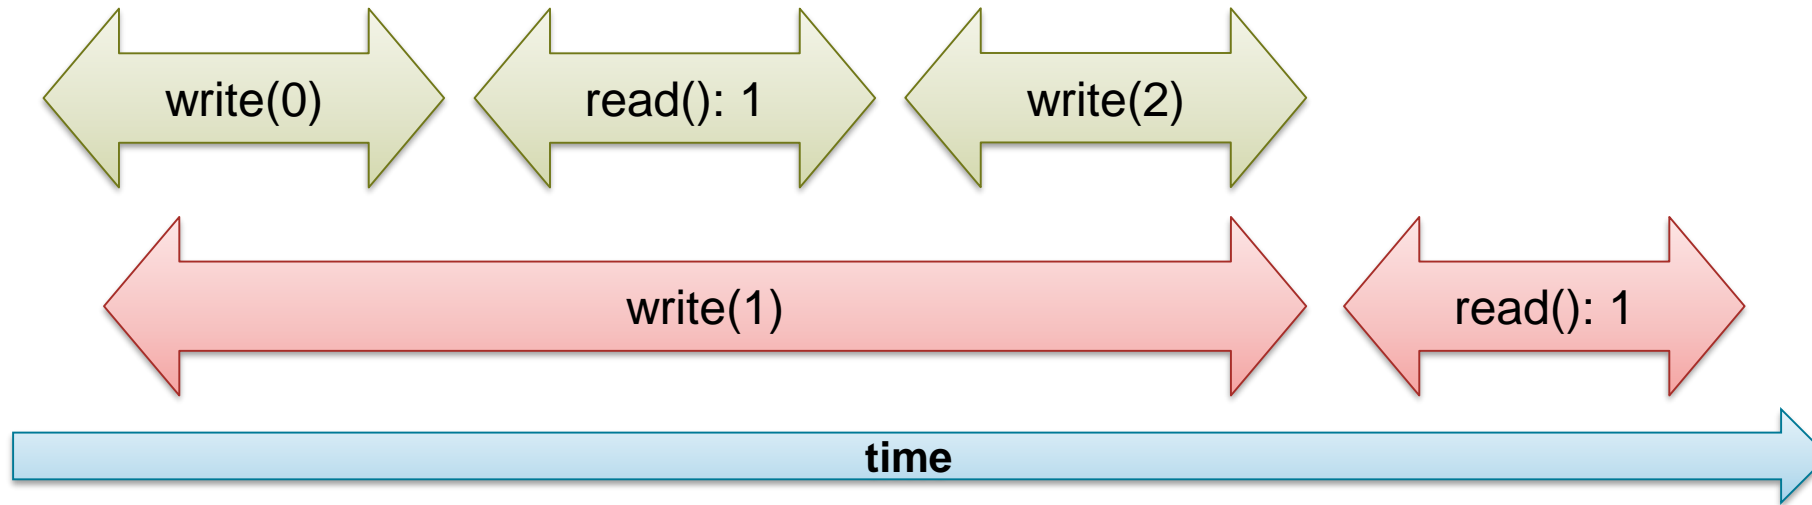 write(0)
read(): 1
write(2)
write(1)
read(): 1
time